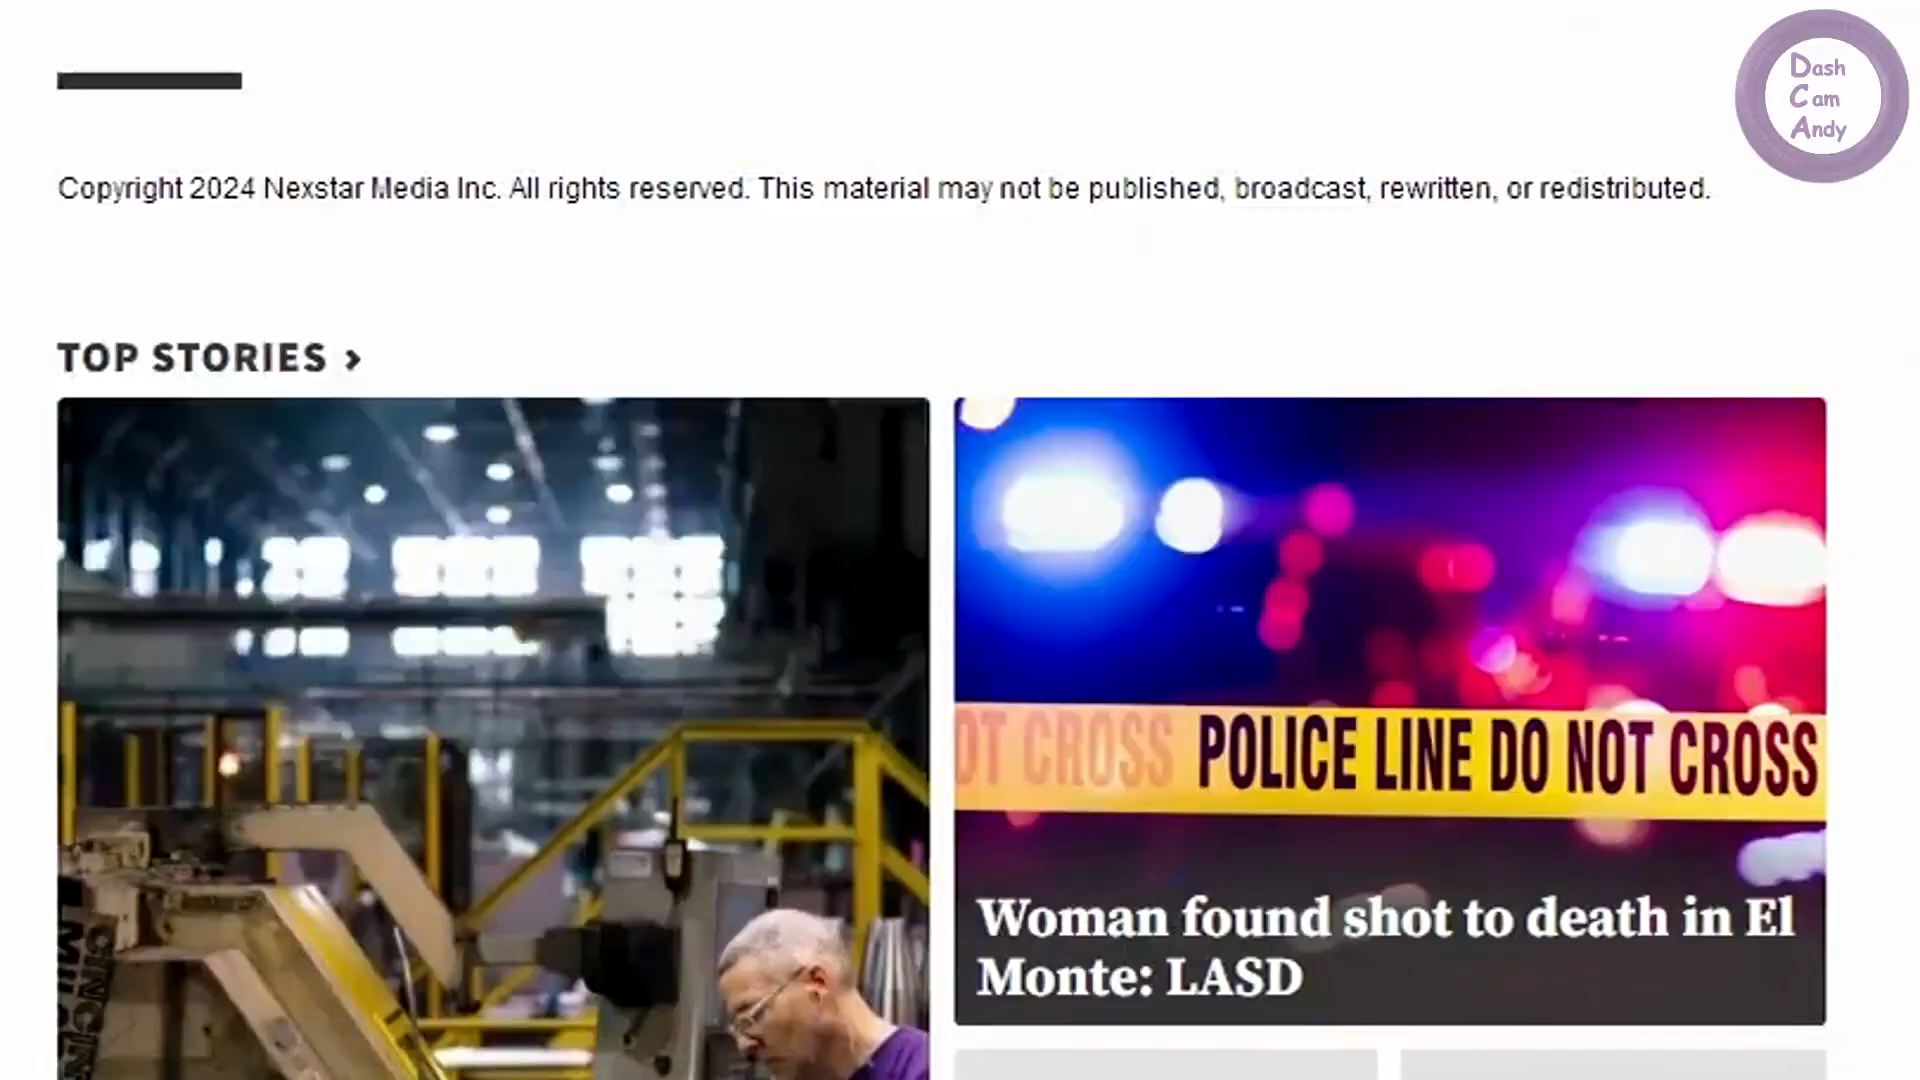 Dash
Cam
Andy
Copyright 2024 Nexstar Media Inc. All rights reserved. This material may not be published, broadcast, rewritten, or redistributed.
TOP STORIES ›
OT CROSS POLICE LINE DO NOT CROSS
Woman found shot to death in El
Monte: LASD